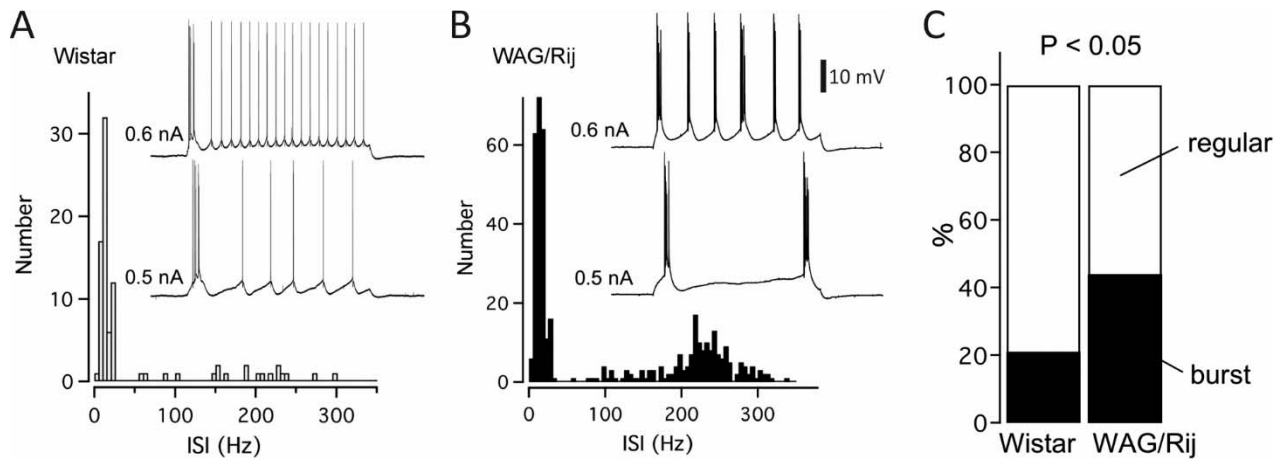 A
Wistar
30
20
10
0
Number
0.6 nA
0.5 nA
0 100 200 300
ISI (Hz)
B
WAG/Rij
60
40
20
0
Number
10 mV
0.6 nA
0.5 nA
0 100 200 300
ISI (Hz)
C
P < 0.05
100
80
60
40
20
0
%
regular
burst
Wistar WAG/Rij